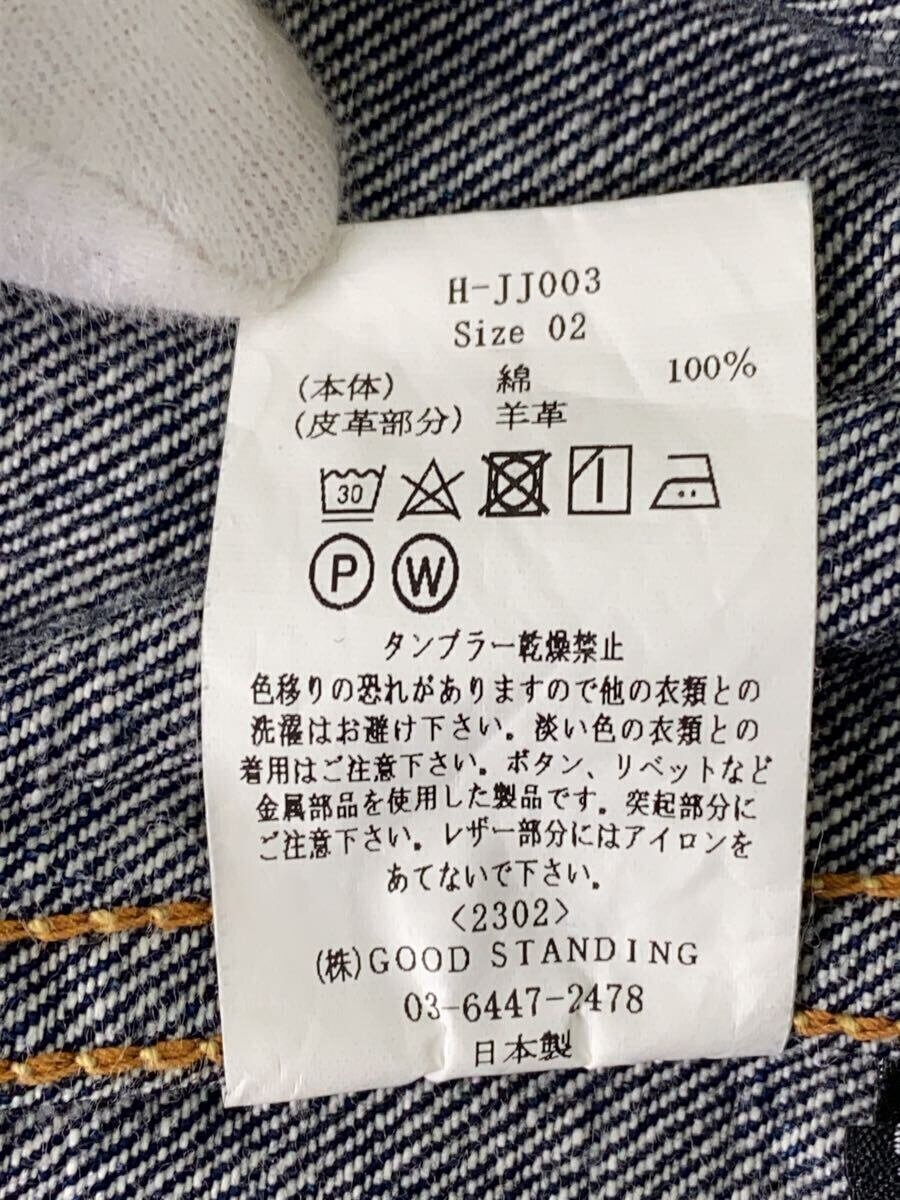 H-JJ003
Size 02
(本体) 綿 100%
(皮革部分) 羊革
30
P W
タンブラー乾燥禁止
色移りの恐れがありますので他の衣類との
洗濯はお避け下さい。淡い色の衣類との
着用はご注意下さい。ボタン、リベットなど
金属部品を使用した製品です。突起部分に
ご注意下さい。レザー部分にはアイロンを
あてないで下さい。
<2302>
(株)GOOD STANDING
03-6447-2478
日本製